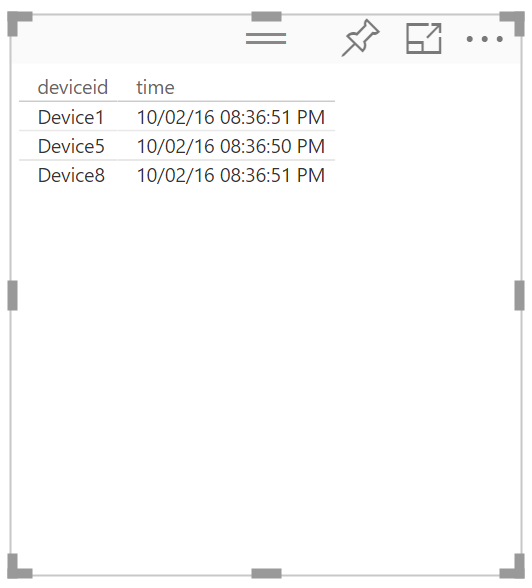 deviceid time
Device1 10/02/16 08:36:51 PM
Device5 10/02/16 08:36:50 PM
Device8 10/02/16 08:36:51 PM